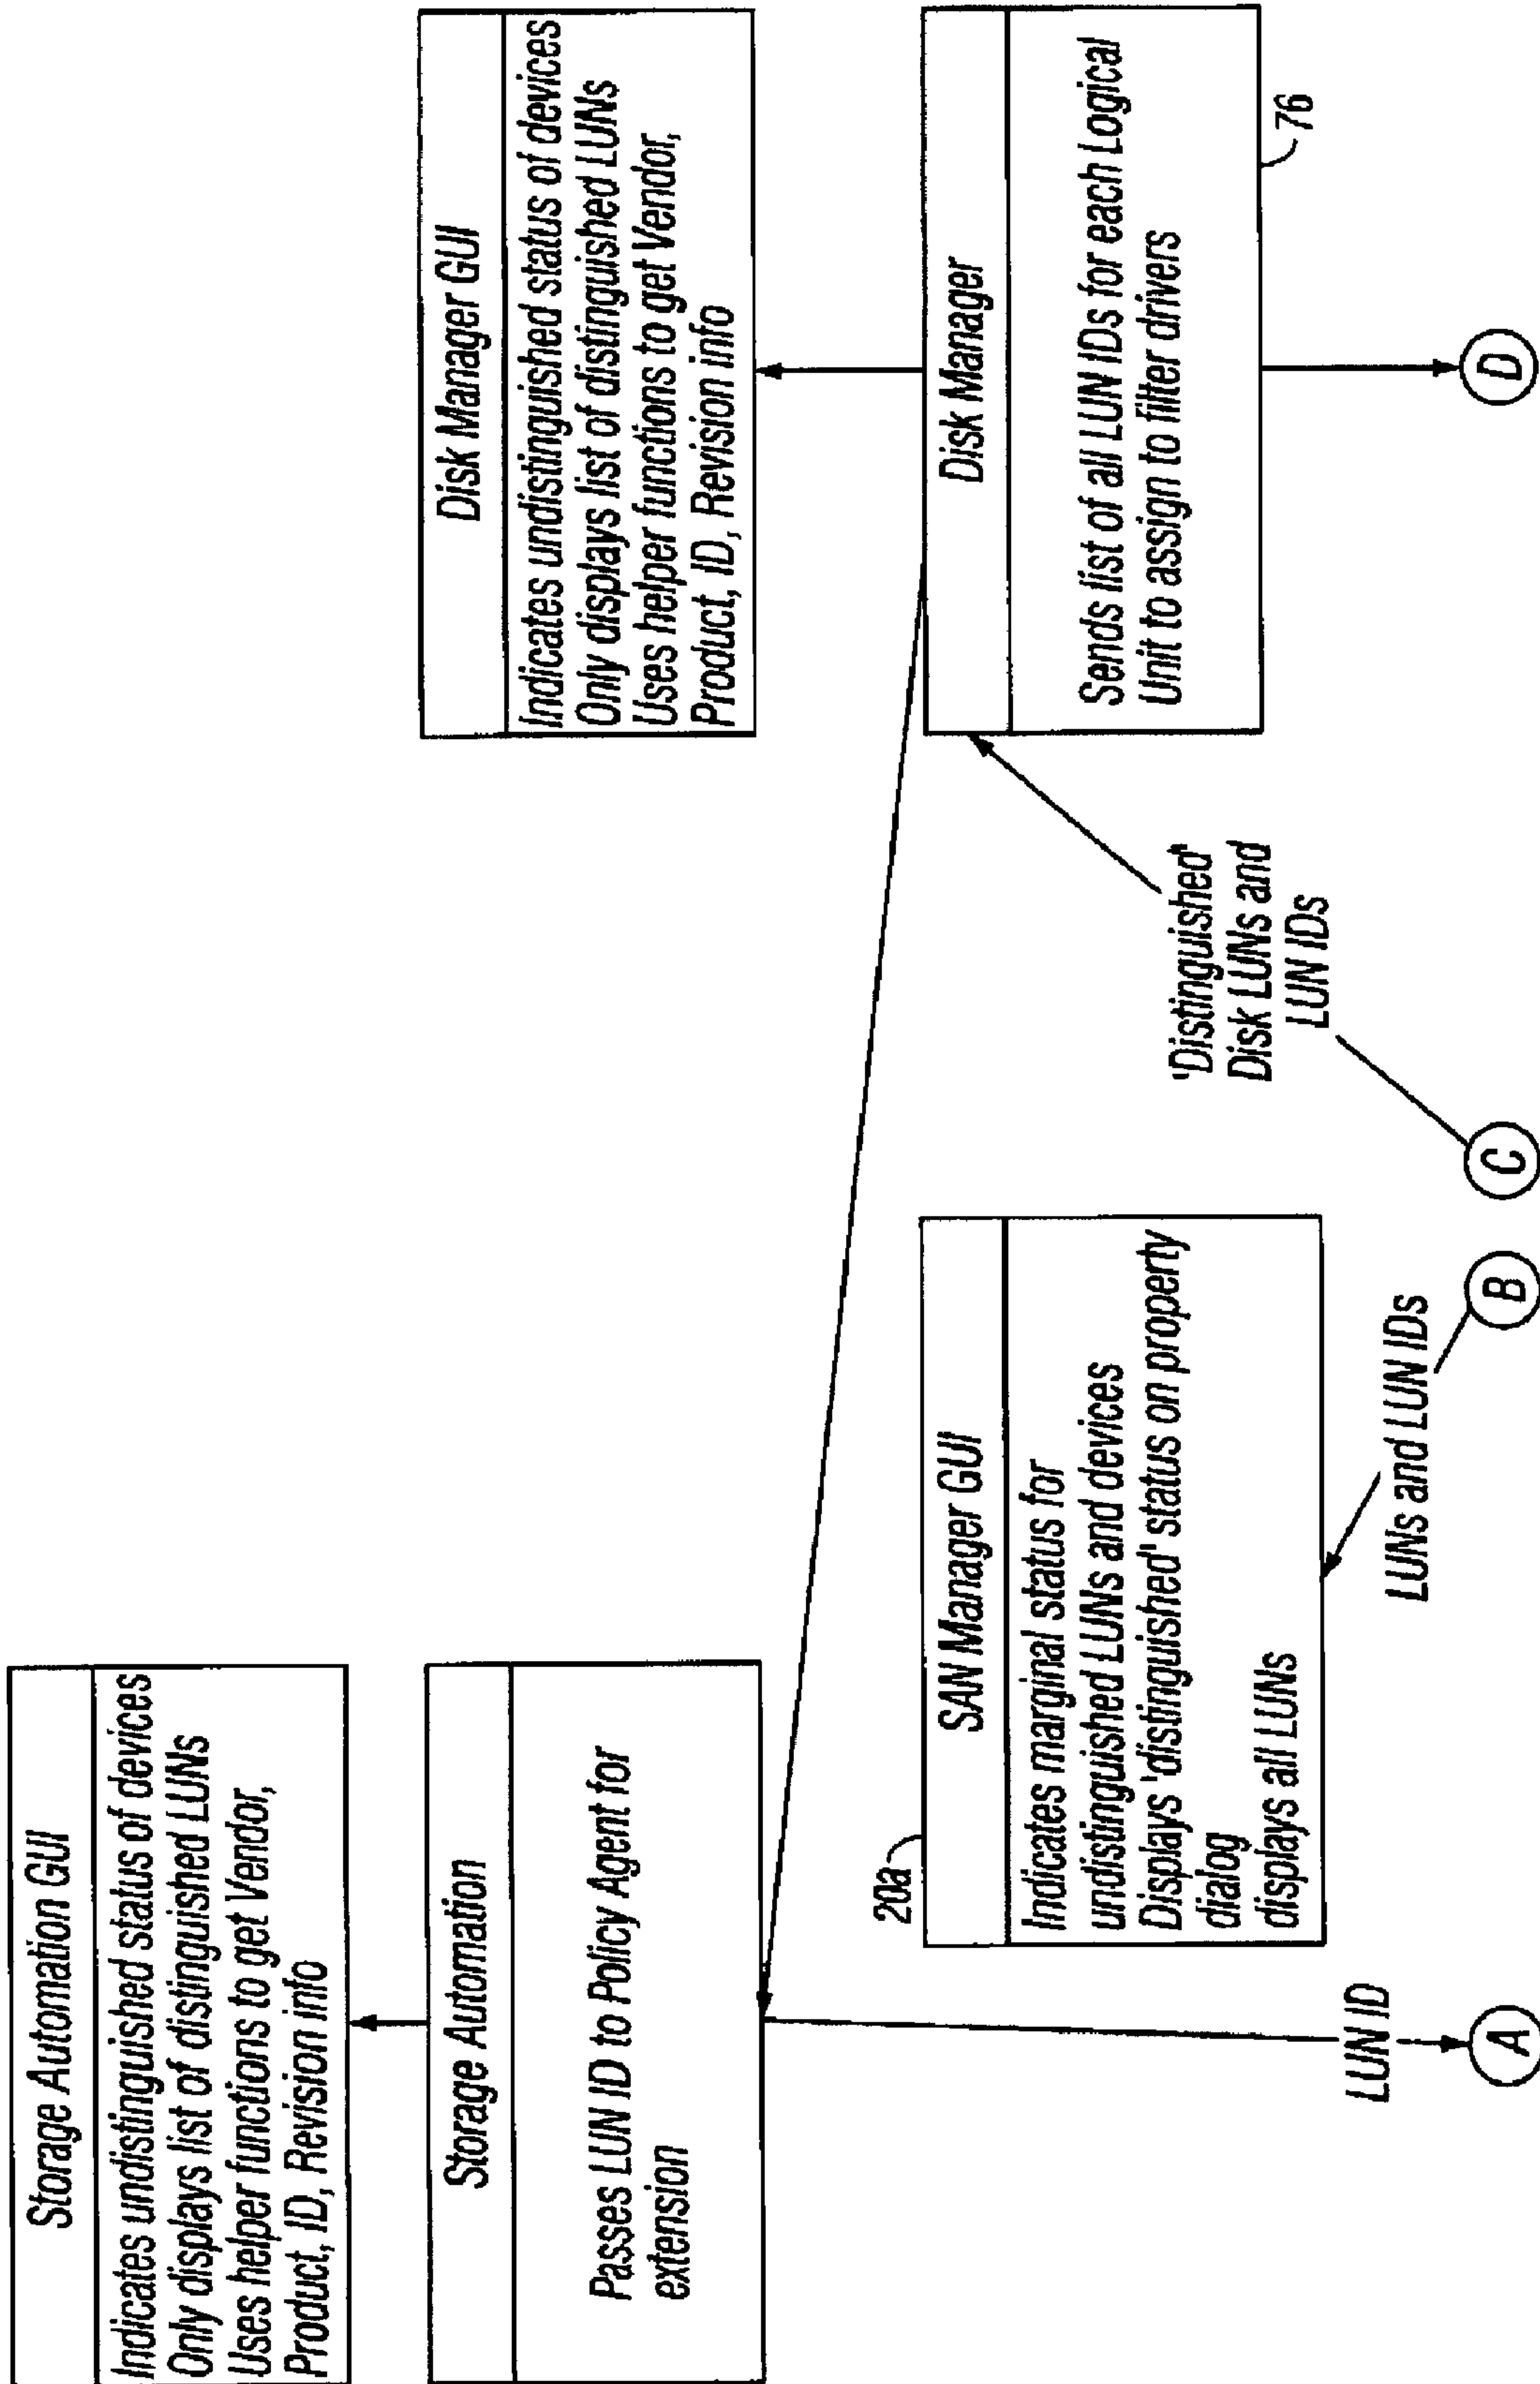 Storage Automation GUI
Indicates undistinguished status of devices
Only displays list of distinguished LUNs
Uses helper functions to get Vendor,
Product, ID, Revision info
Disk Manager GUI
Indicates undistinguished status of devices
Only displays list of distinguished LUNs
Uses helper functions to get Vendor,
Product, ID, Revision info
Storage Automation
Passes LUN ID to Policy Agent for
extension
20a
SAN Manager GUI
Indicates marginal status for
undistinguished LUNs and devices
Displays 'distinguished' status on property
dialog
displays all LUNs
Disk Manager
Sends list of all LUN IDs for each Logical
Unit to assign to filter drivers
76
'Distinguished'
Disk LUNs and
LUN IDs
LUN ID
LUNs and LUN IDs
A
B
C
D